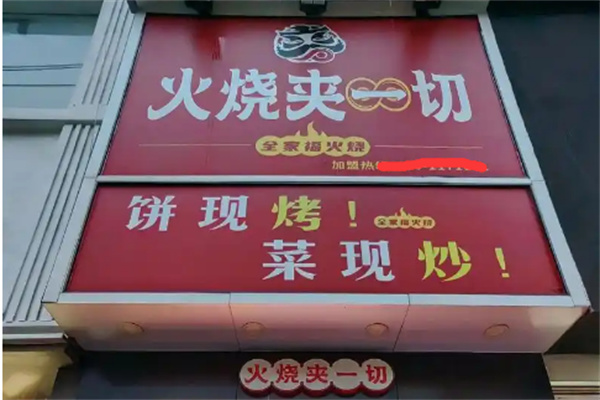 火烧夹一切
全家福火烧
加盟热
饼现烤！
全家福火烧
菜现炒！
火烧夹一切